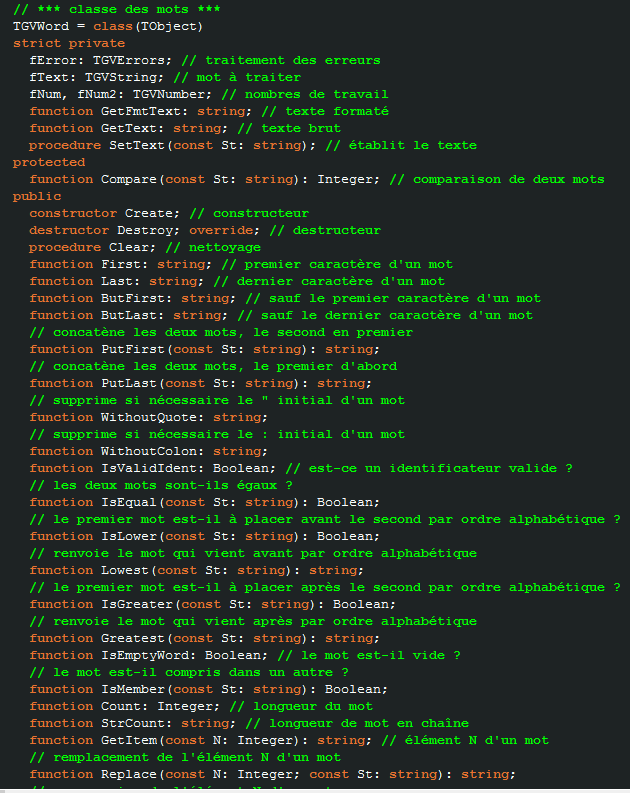 // *** classe des mots ***
TGVWord = class(TObject)
strict private
fError: TGVErrors; // traitement des erreurs
fText: TGVString; // mot à traiter
fNum, fNum2: TGVNumber; // nombres de travail
function GetFmtText: string; // texte formaté
function GetText: string; // texte brut
procedure SetText(const St: string); // établit le texte
protected
function Compare(const St: string): Integer; // comparaison de deux mots
public
constructor Create; // constructeur
destructor Destroy; override; // destructeur
procedure Clear; // nettoyage
function First: string; // premier caractère d'un mot
function Last: string; // dernier caractère d'un mot
function ButFirst: string; // sauf le premier caractère d'un mot
function ButLast: string; // sauf le dernier caractère d'un mot
// concatène les deux mots, le second en premier
function PutFirst(const St: string): string;
// concatène les deux mots, le premier d'abord
function PutLast(const St: string): string;
// supprime si nécessaire le " initial d'un mot
function WithoutQuote: string;
// supprime si nécessaire le : initial d'un mot
function WithoutColon: string;
function IsValidIdent: Boolean; // est-ce un identificateur valide ?
// les deux mots sont-ils égaux ?
function IsEqual(const St: string): Boolean;
// le premier mot est-il à placer avant le second par ordre alphabétique ?
function IsLower(const St: string): Boolean;
// renvoie le mot qui vient avant par ordre alphabétique
function Lowest(const St: string): string;
// le premier mot est-il à placer après le second par ordre alphabétique ?
function IsGreater(const St: string): Boolean;
// renvoie le mot qui vient après par ordre alphabétique
function Greatest(const St: string): string;
function IsEmptyWord: Boolean; // le mot est-il vide ?
// le mot est-il compris dans un autre ?
function IsMember(const St: string): Boolean;
function Count: Integer; // longueur du mot
function StrCount: string; // longueur de mot en chaîne
function GetItem(const N: Integer): string; // élément N d'un mot
// remplacement de l'élément N d'un mot
function Replace(const N: Integer; const St: string): string;